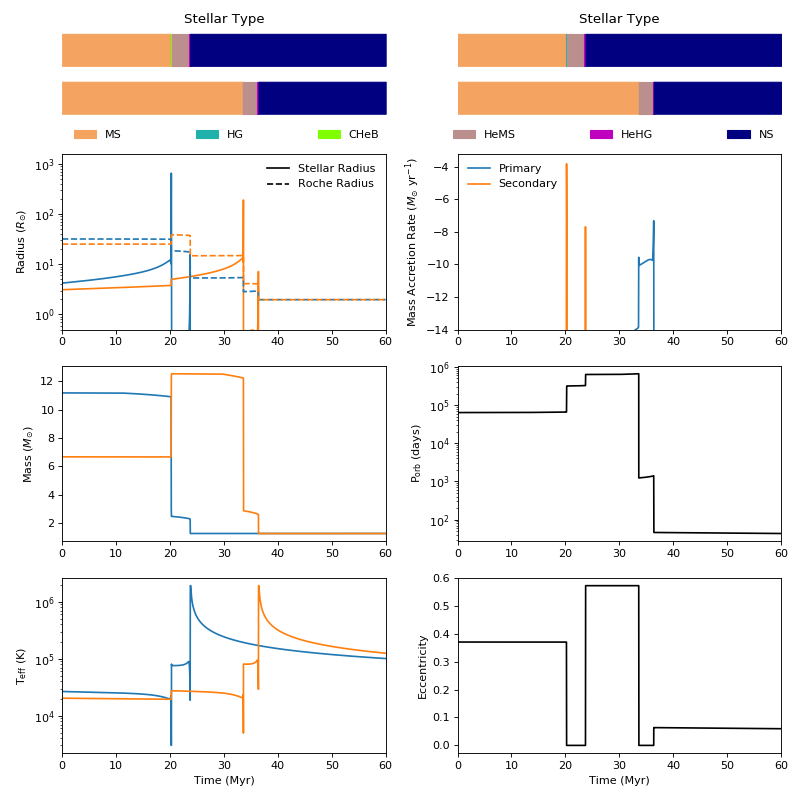 Stellar Type
Stellar Type
MS
HG
CHeB
HeMS
HeHG
NS
10³
10²
10¹
10⁰
Radius (R⊙)
Stellar Radius
Roche Radius
0 10 20 30 40 50 60
−4
−6
−8
−10
−12
−14
Mass Accretion Rate (M⊙ yr⁻¹)
Primary
Secondary
0 10 20 30 40 50 60
12
10
8
6
4
2
Mass (M⊙)
0 10 20 30 40 50 60
10⁶
10⁵
10⁴
10³
10²
P_orb (days)
0 10 20 30 40 50 60
10⁶
10⁵
10⁴
T_eff (K)
0 10 20 30 40 50 60
Time (Myr)
0.6
0.5
0.4
0.3
0.2
0.1
0.0
Eccentricity
0 10 20 30 40 50 60
Time (Myr)